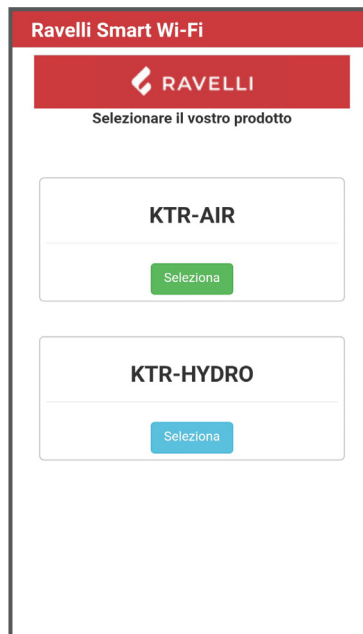 Ravelli Smart Wi-Fi
RAVELLI
Selezionare il vostro prodotto
KTR-AIR
Seleziona
KTR-HYDRO
Seleziona